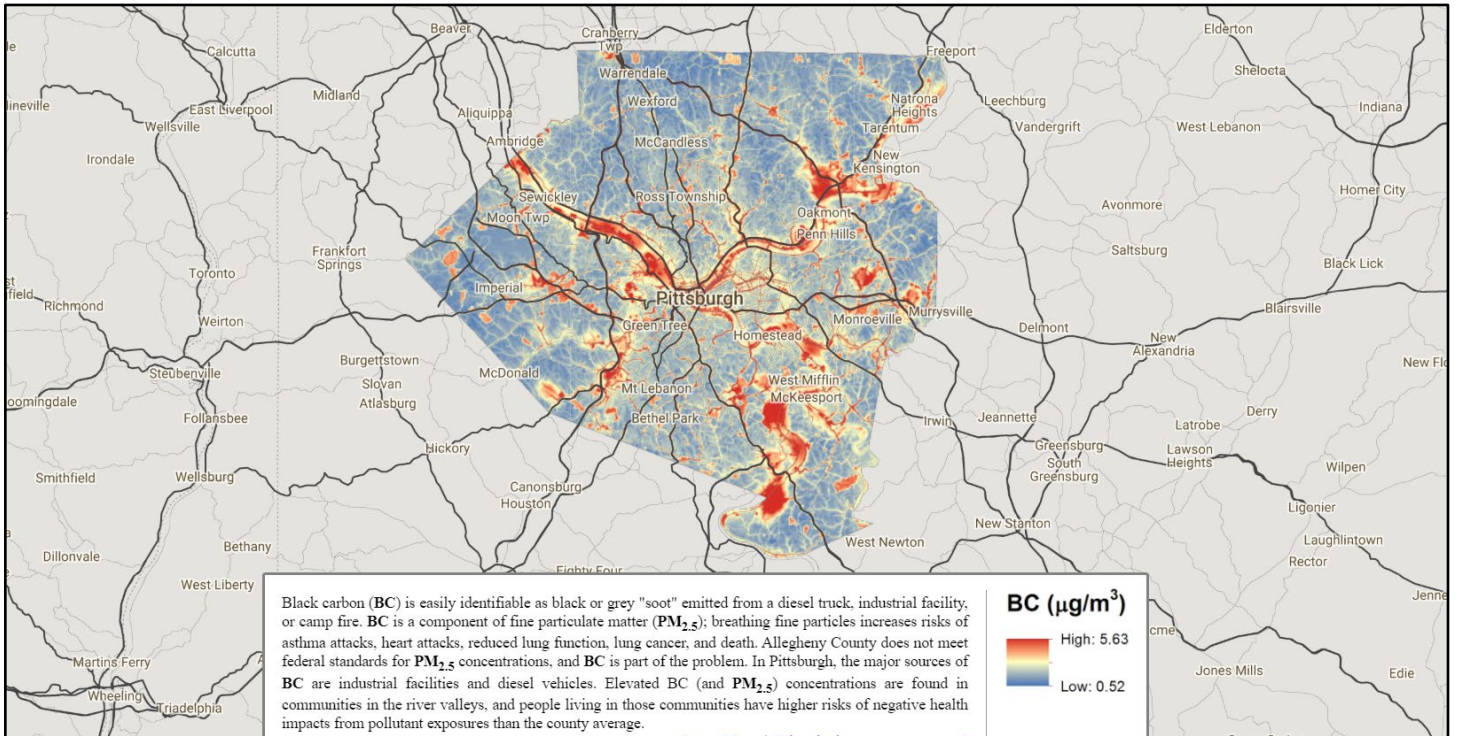 Beaver
Cranberry
Twp
Elderton
Calcutta
Freeport
Shelocta
Warrendale
Midland
Wexford
Natrona
Heights
Leechburg
Indiana
East Liverpool
Aliquippa
Tarentum
Vandergrift
West Lebanon
Wellsville
Ambridge
McCandless
Irondale
New
Kensington
Homer City
Sewickley
Ross Township
Avonmore
Moon Twp
Oakmont
Penn Hills
Frankfort
Springs
Saltsburg
Black Lick
Toronto
Imperial
Pittsburgh
Richmond
Murrysville
Blairsville
Weirton
Green Tree
Monroeville
Delmont
Homestead
New
Alexandria
Burgettstown
Steubenville
McDonald
Slovan
Atlasburg
Mt Lebanon
West Mifflin
McKeesport
Follansbee
Bethel Park
Irwin
Jeannette
Derry
Latrobe
Hickory
Greensburg
South
Greensburg
Lawson
Heights
Smithfield
Wellsburg
Wilpen
Canonsburg
Houston
Ligonier
New Stanton
Laughlintown
Rector
Dillonvale
Bethany
West Newton
Eighty Four
West Liberty
Martins Ferry
Wheeling
Triadelphia
Jones Mills
Edie
Black carbon (BC) is easily identifiable as black or grey "soot" emitted from a diesel truck, industrial facility,
or camp fire. BC is a component of fine particulate matter (PM2.5); breathing fine particles increases risks of
asthma attacks, heart attacks, reduced lung function, lung cancer, and death. Allegheny County does not meet
federal standards for PM2.5 concentrations, and BC is part of the problem. In Pittsburgh, the major sources of
BC are industrial facilities and diesel vehicles. Elevated BC (and PM2.5) concentrations are found in
communities in the river valleys, and people living in those communities have higher risks of negative health
impacts from pollutant exposures than the county average.
BC (μg/m³)
High: 5.63
Low: 0.52